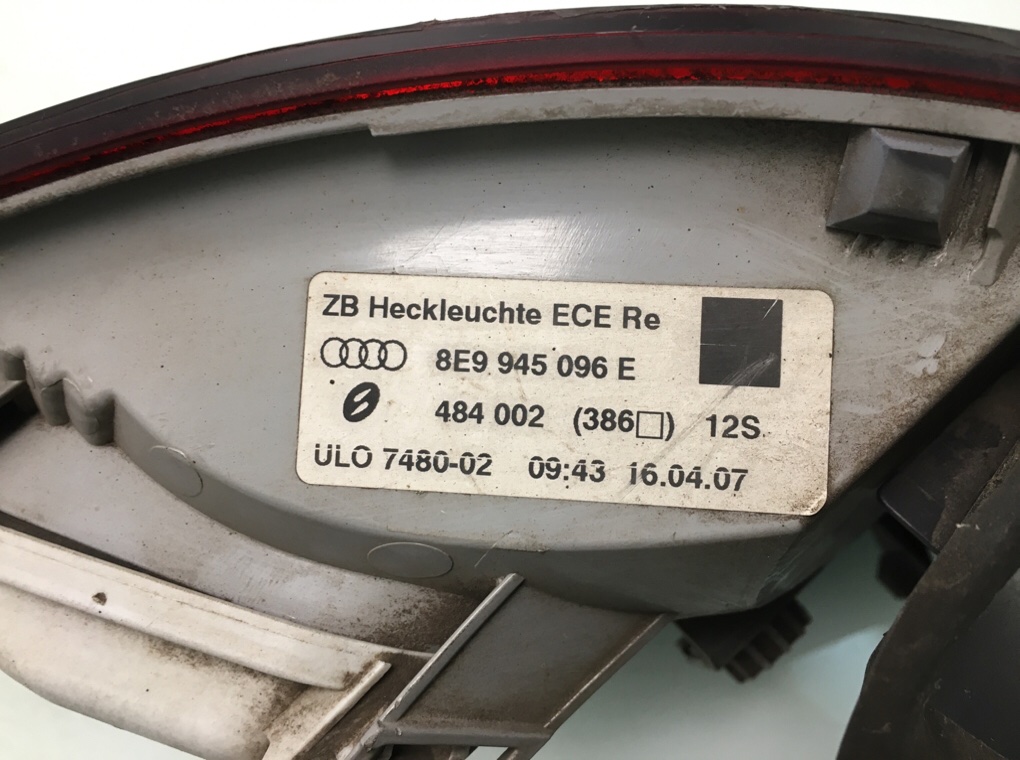 ZB Heckleuchte ECE Re
8E9 945 096 E
484 002 (386□) 12S
ULO 7480-02 09:43 16.04.07